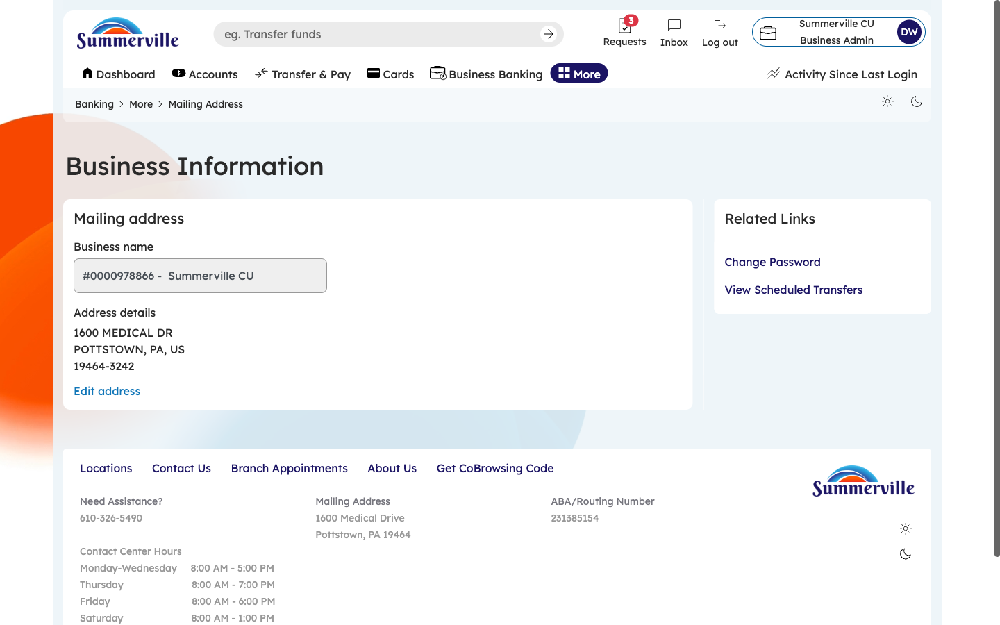 Summerville
eg. Transfer funds
3
Requests
Inbox
Log out
Summerville CU
Business Admin
DW
Dashboard
Accounts
Transfer & Pay
Cards
Business Banking
More
Activity Since Last Login
Banking > More > Mailing Address
Business Information
Mailing address
Business name
#0000978866 - Summerville CU
Address details
1600 MEDICAL DR
POTTSTOWN, PA, US
19464-3242
Edit address
Related Links
Change Password
View Scheduled Transfers
Locations
Contact Us
Branch Appointments
About Us
Get CoBrowsing Code
Summerville
Need Assistance?
610-326-5490
Mailing Address
1600 Medical Drive
Pottstown, PA 19464
ABA/Routing Number
231385154
Contact Center Hours
Monday-Wednesday 8:00 AM - 5:00 PM
Thursday 8:00 AM - 7:00 PM
Friday 8:00 AM - 6:00 PM
Saturday 8:00 AM - 1:00 PM